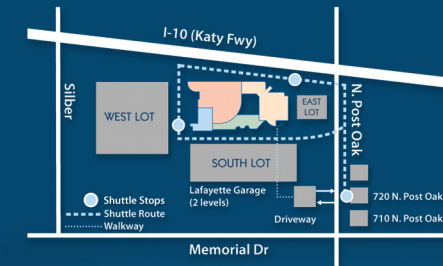 I-10 (Katy Fwy)
Silber
N. Post Oak
WEST LOT
EAST
LOT
SOUTH LOT
Shuttle Stops
Shuttle Route
Walkway
Lafayette Garage
(2 levels)
Driveway
720 N. Post Oak
710 N. Post Oak
Memorial Dr